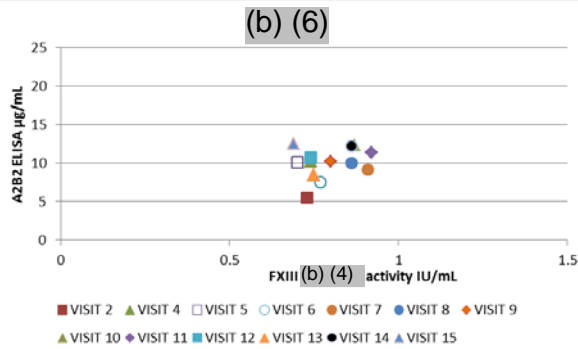 (b) (6)
25
20
15
10
5
0
A2B2 ELISA µg/mL
0 0.5 1 1.5
FXIII (b) (4) activity IU/mL
VISIT 2 VISIT 4 VISIT 5 VISIT 6 VISIT 7 VISIT 8 VISIT 9
VISIT 10 VISIT 11 VISIT 12 VISIT 13 VISIT 14 VISIT 15